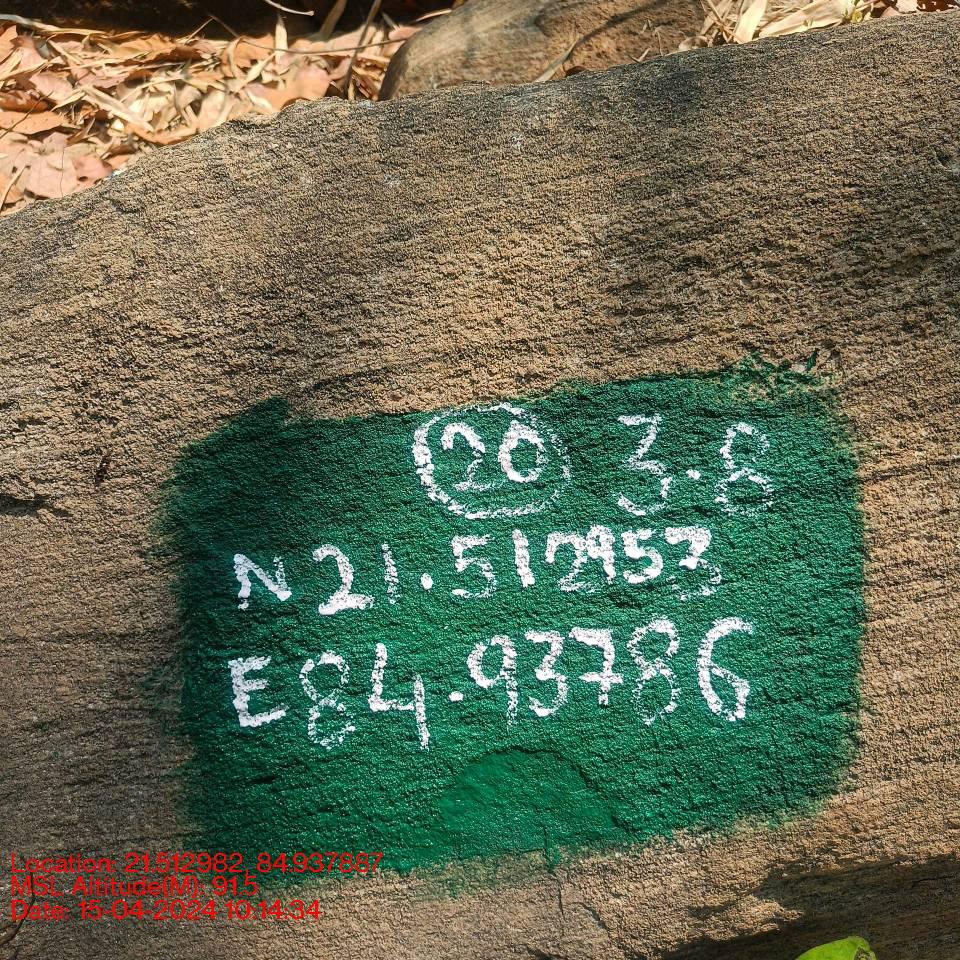 20 3.8
N21.512953
E84.93786
Location: 21.512982 84.937887
MSL Altitude(M): 91.5
Date: 15-04-2024 10:14:34